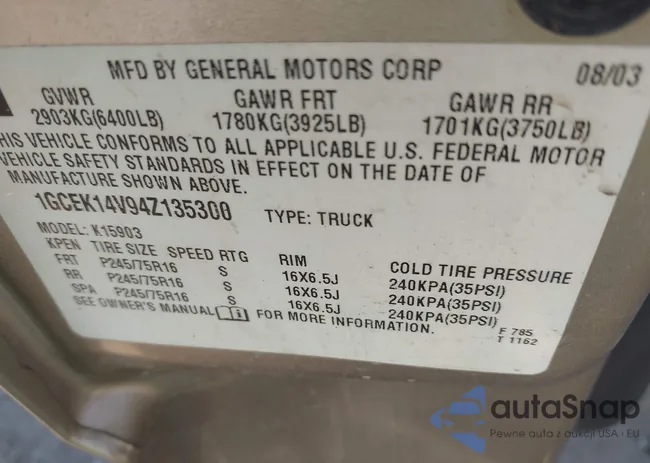 MFD BY GENERAL MOTORS CORP 08/03
GVWR GAWR FRT GAWR RR
2903KG(6400LB) 1780KG(3925LB) 1701KG(3750LB)
THIS VEHICLE CONFORMS TO ALL APPLICABLE U.S. FEDERAL MOTOR
VEHICLE SAFETY STANDARDS IN EFFECT ON THE DATE OF
MANUFACTURE SHOWN ABOVE.
1GCEK14V94Z135300 TYPE: TRUCK
MODEL: K15903
KPEN TIRE SIZE SPEED RTG RIM COLD TIRE PRESSURE
FRT P245/75R16 S 16X6.5J 240KPA(35PSI)
RR P245/75R16 S 16X6.5J 240KPA(35PSI)
SPA P245/75R16 S 16X6.5J 240KPA(35PSI)
SEE OWNER'S MANUAL FOR MORE INFORMATION.
F 785
T 1162
autaSnap
Pewne auta z aukcji USA i EU